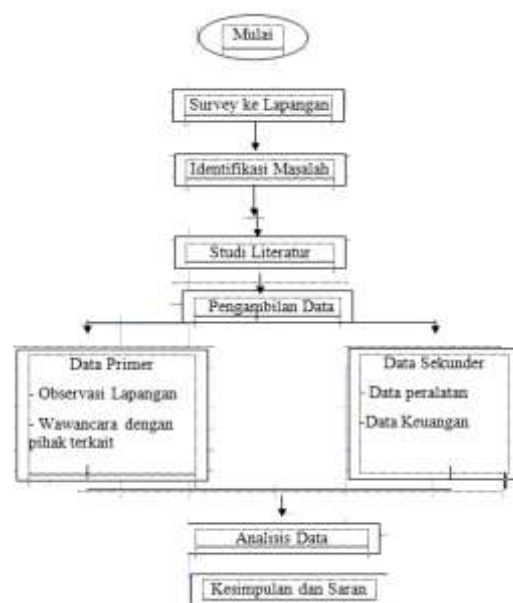 Mulai
Survey ke Lapangan
Identifikasi Masalah
Studi Literatur
Pengambilan Data
Data Primer
- Observasi Lapangan
- Wawancara dengan
pihak terkait
Data Sekunder
- Data peralatan
-Data Keuangan
Analisis Data
Kesimpulan dan Saran